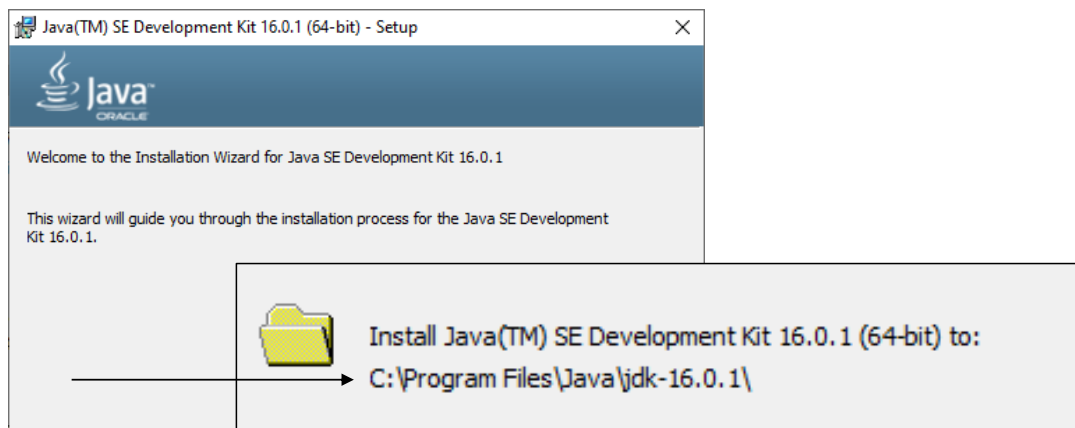 Java(TM) SE Development Kit 16.0.1 (64-bit) - Setup
Java™
ORACLE
Welcome to the Installation Wizard for Java SE Development Kit 16.0.1
This wizard will guide you through the installation process for the Java SE Development
Kit 16.0.1.
Install Java(TM) SE Development Kit 16.0.1 (64-bit) to:
C:\Program Files\Java\jdk-16.0.1\